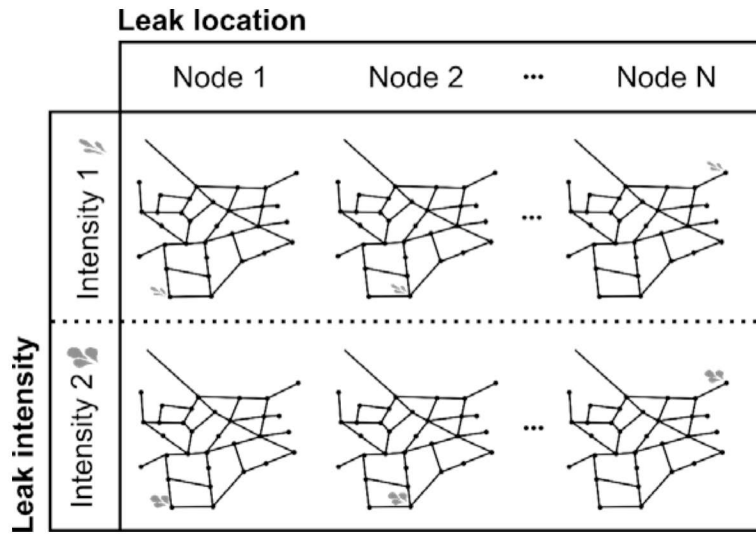 Leak location
Node 1 Node 2 ... Node N
Intensity 1
...
Leak intensity
Intensity 2
...